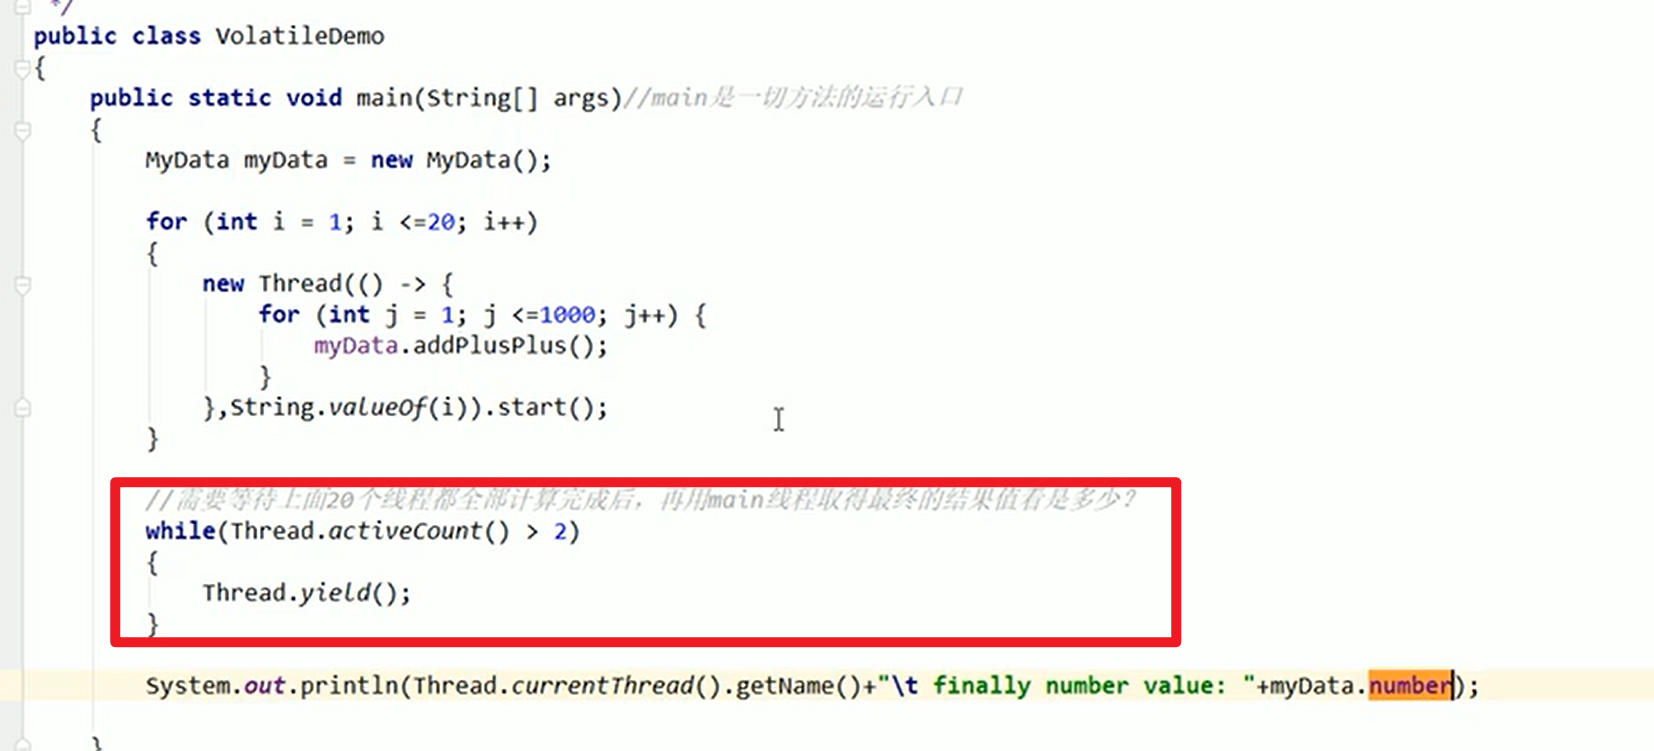 */
public class VolatileDemo
{
public static void main(String[] args)//main是一切方法的运行入口
{
MyData myData = new MyData();
for (int i = 1; i <=20; i++)
{
new Thread(() -> {
for (int j = 1; j <=1000; j++) {
myData.addPlusPlus();
}
},String.valueOf(i)).start();
}
//需要等待上面20个线程都全部计算完成后，再用main线程取得最终的结果值看是多少？
while(Thread.activeCount() > 2)
{
Thread.yield();
}
System.out.println(Thread.currentThread().getName()+"\t finally number value: "+myData.number);
}